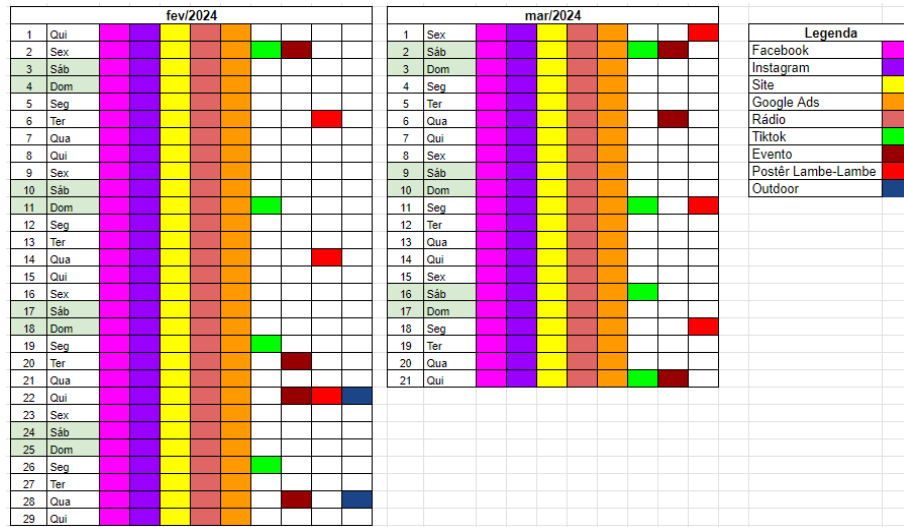 fev/2024
1 Qui
2 Sex
3 Sáb
4 Dom
5 Seg
6 Ter
7 Qua
8 Qui
9 Sex
10 Sáb
11 Dom
12 Seg
13 Ter
14 Qua
15 Qui
16 Sex
17 Sáb
18 Dom
19 Seg
20 Ter
21 Qua
22 Qui
23 Sex
24 Sáb
25 Dom
26 Seg
27 Ter
28 Qua
29 Qui
mar/2024
1 Sex
2 Sáb
3 Dom
4 Seg
5 Ter
6 Qua
7 Qui
8 Sex
9 Sáb
10 Dom
11 Seg
12 Ter
13 Qua
14 Qui
15 Sex
16 Sáb
17 Dom
18 Seg
19 Ter
20 Qua
21 Qui
Legenda
Facebook
Instagram
Site
Google Ads
Rádio
Tiktok
Evento
Postêr Lambe-Lambe
Outdoor